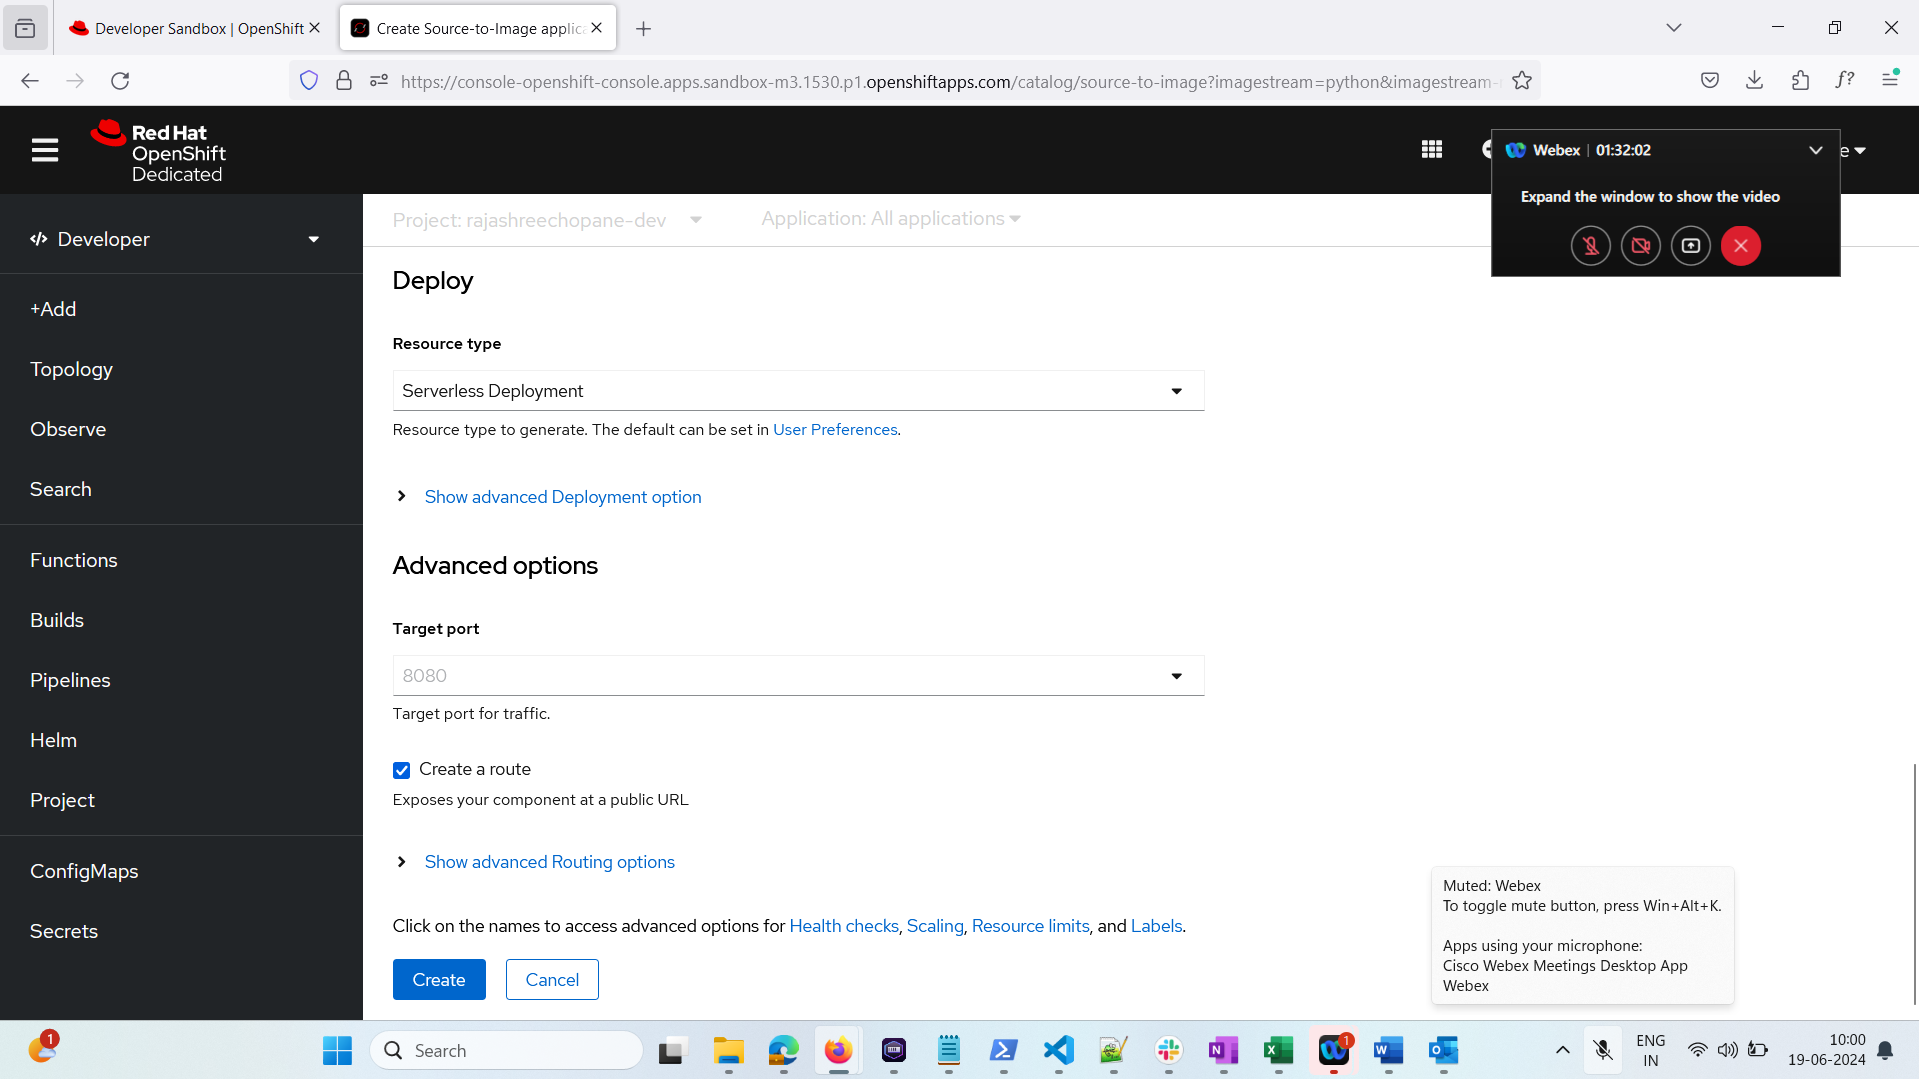 Developer Sandbox | OpenShift
Create Source-to-Image applica
https://console-openshift-console.apps.sandbox-m3.1530.p1.openshiftapps.com/catalog/source-to-image?imagestream=python&imagestream-
Red Hat
OpenShift
Dedicated
Webex | 01:32:02
e
Expand the window to show the video
Developer
+Add
Topology
Observe
Search
Functions
Builds
Pipelines
Helm
Project
ConfigMaps
Secrets
Project: rajashreechopane-dev
Application: All applications
Deploy
Resource type
Serverless Deployment
Resource type to generate. The default can be set in User Preferences.
Show advanced Deployment option
Advanced options
Target port
8080
Target port for traffic.
Create a route
Exposes your component at a public URL
Show advanced Routing options
Click on the names to access advanced options for Health checks, Scaling, Resource limits, and Labels.
Create
Cancel
Muted: Webex
To toggle mute button, press Win+Alt+K.
Apps using your microphone:
Cisco Webex Meetings Desktop App
Webex
1
Search
1
ENG
IN
10:00
19-06-2024